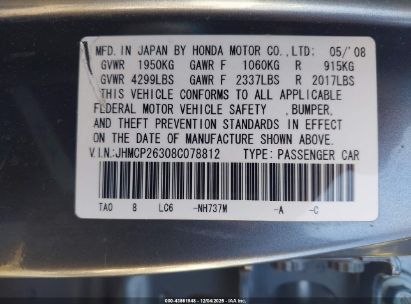 MFD. IN JAPAN BY HONDA MOTOR CO.,LTD. 05/'08
GVWR 1950KG GAWR F 1060KG R 915KG
GVWR 4299LBS GAWR F 2337LBS R 2017LBS
THIS VEHICLE CONFORMS TO ALL APPLICABLE
FEDERAL MOTOR VEHICLE SAFETY ,BUMPER,
AND THEFT PREVENTION STANDARDS IN EFFECT
ON THE DATE OF MANUFACTURE SHOWN ABOVE.
V.I.N:JHMCP26308C078812 TYPE: PASSENGER CAR
TA0 8 LC6 -NH737M -A -C